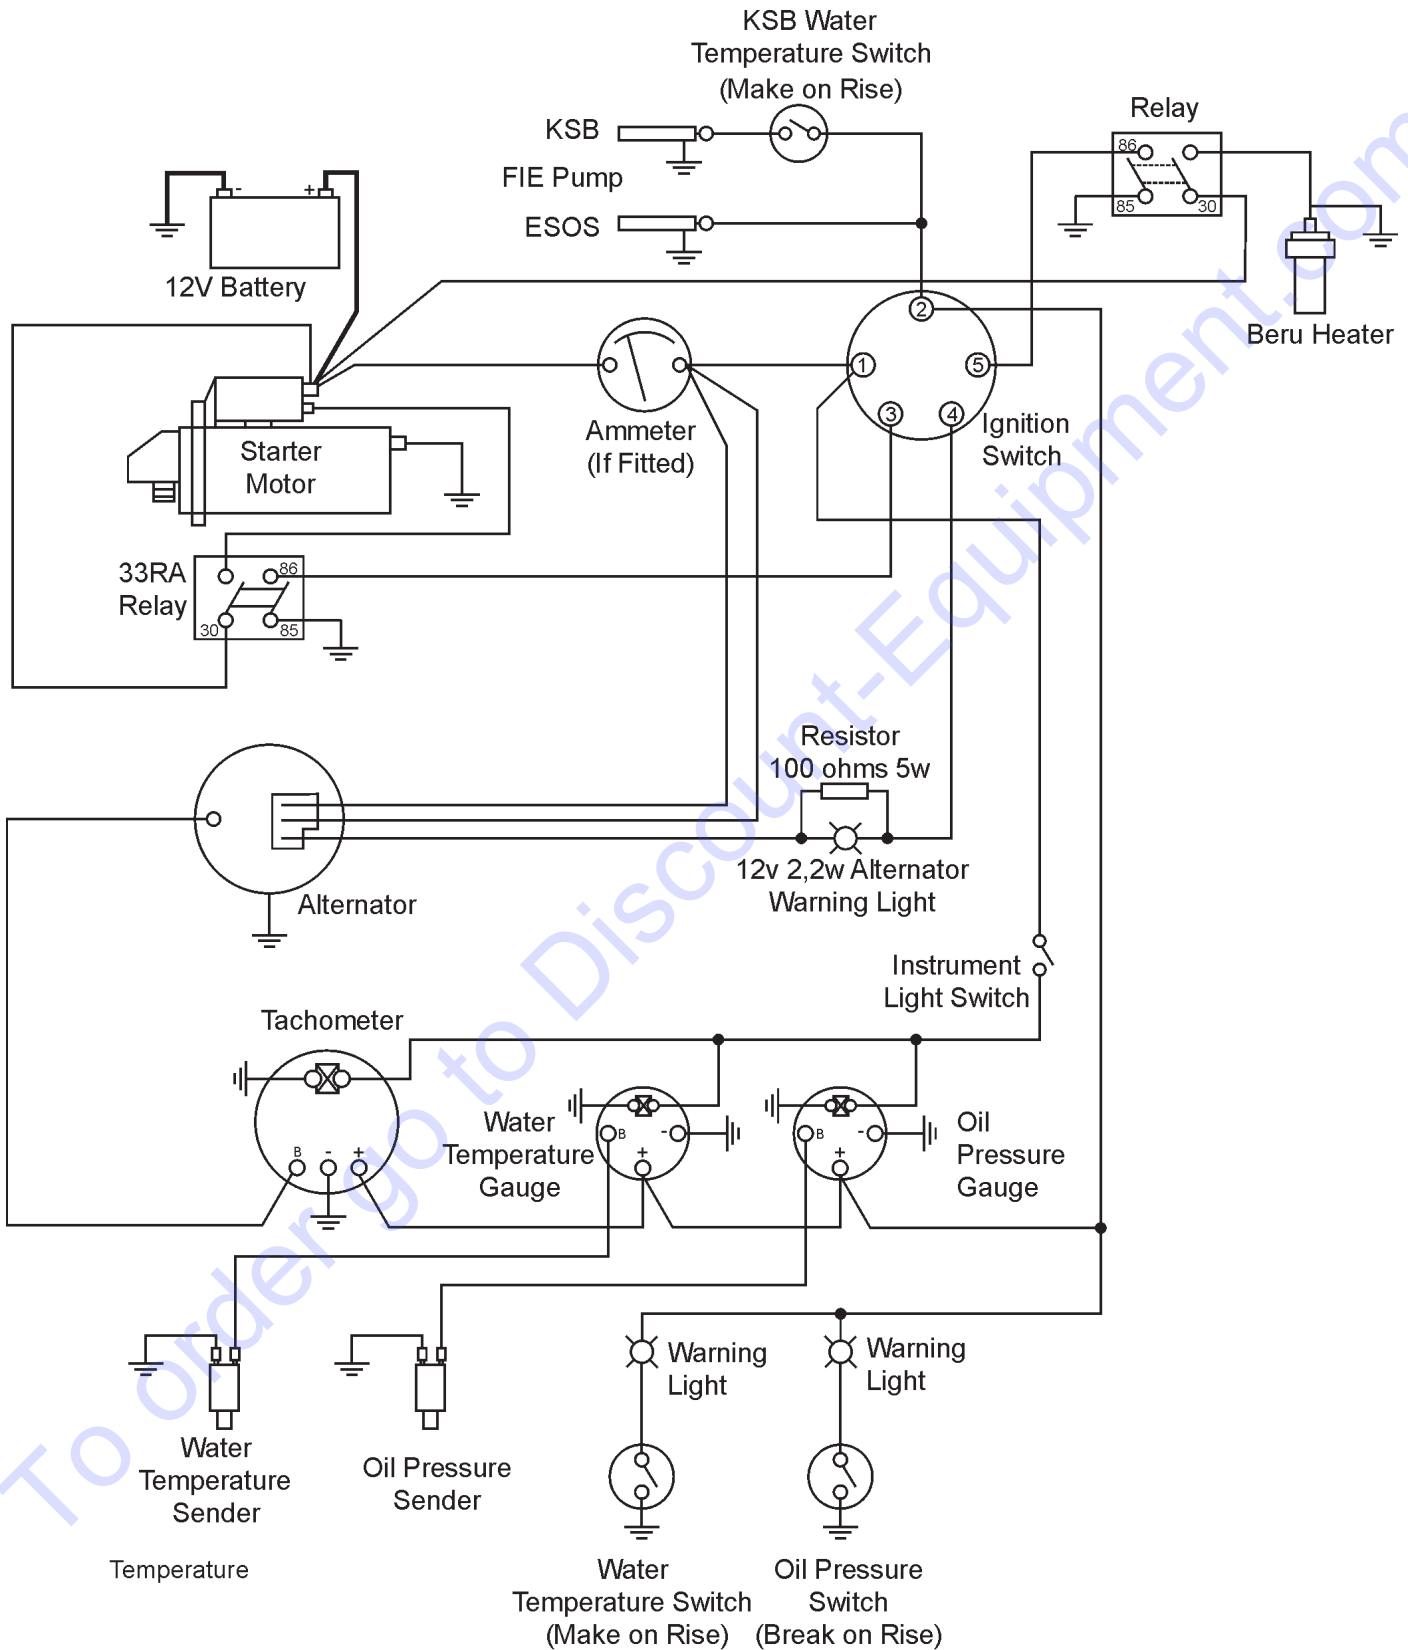 KSB Water
Temperature Switch
(Make on Rise)
Relay
KSB
86
FIE Pump
- +
85 30
ESOS
12V Battery
2
Beru Heater
1 5
3 4
Ignition
Switch
Ammeter
(If Fitted)
Starter
Motor
33RA
Relay
86
30 85
Resistor
100 ohms 5w
12v 2,2w Alternator
Warning Light
Alternator
Instrument
Light Switch
Tachometer
B - +
Water
Temperature
Gauge
B -
+
B -
+
Oil
Pressure
Gauge
Warning
Light
Warning
Light
Water
Temperature
Sender
Oil Pressure
Sender
Temperature
Water
Temperature Switch
(Make on Rise)
Oil Pressure
Switch
(Break on Rise)
To order go to Discount-Equipment.com